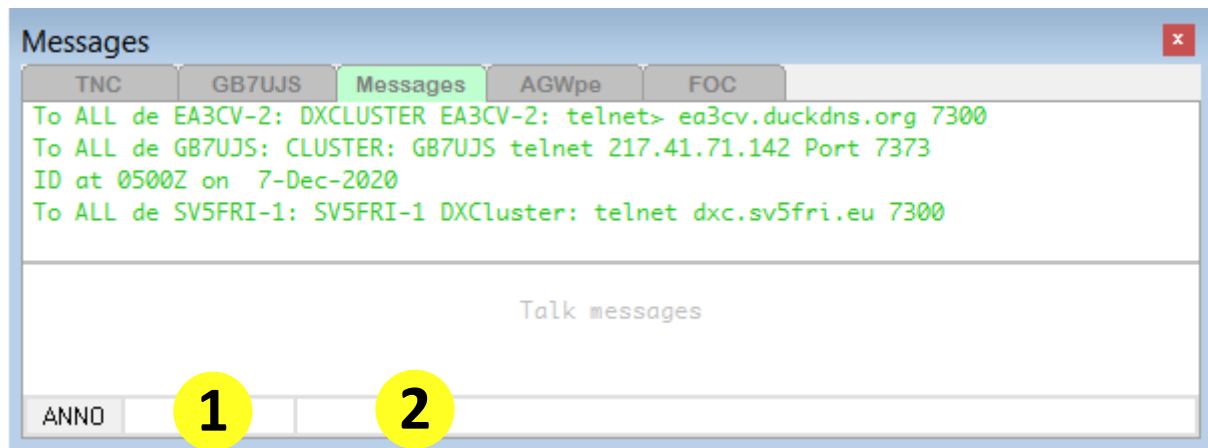 Messages
x
TNC GB7UJS Messages AGWpe FOC
To ALL de EA3CV-2: DXCLUSTER EA3CV-2: telnet> ea3cv.duckdns.org 7300
To ALL de GB7UJS: CLUSTER: GB7UJS telnet 217.41.71.142 Port 7373
ID at 0500Z on  7-Dec-2020
To ALL de SV5FRI-1: SV5FRI-1 DXCluster: telnet dxc.sv5fri.eu 7300
Talk messages
ANNO 1 2